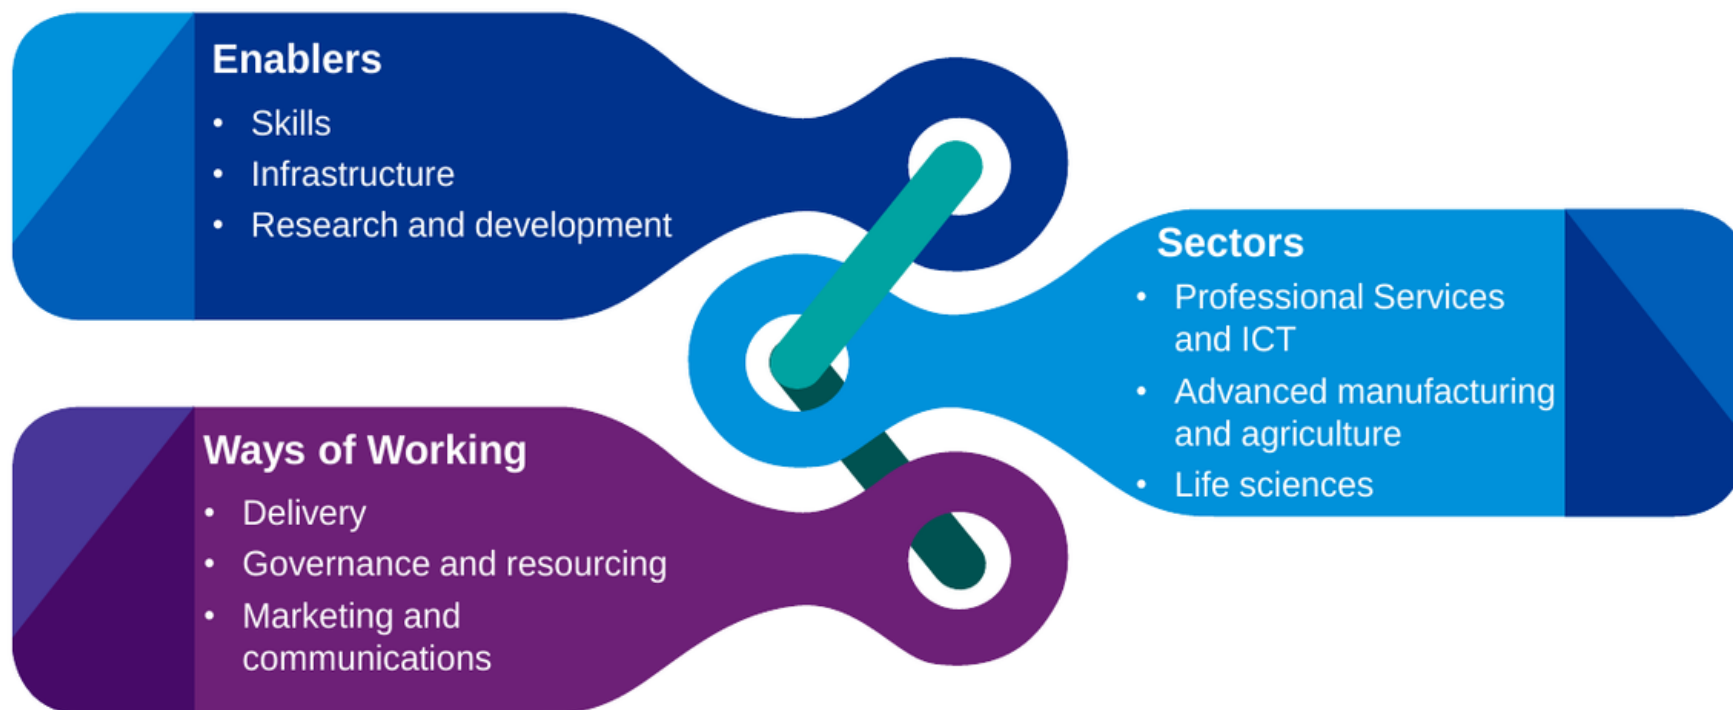 Enablers
• Skills
• Infrastructure
• Research and development
Sectors
• Professional Services
and ICT
• Advanced manufacturing
and agriculture
• Life sciences
Ways of Working
• Delivery
• Governance and resourcing
• Marketing and
communications